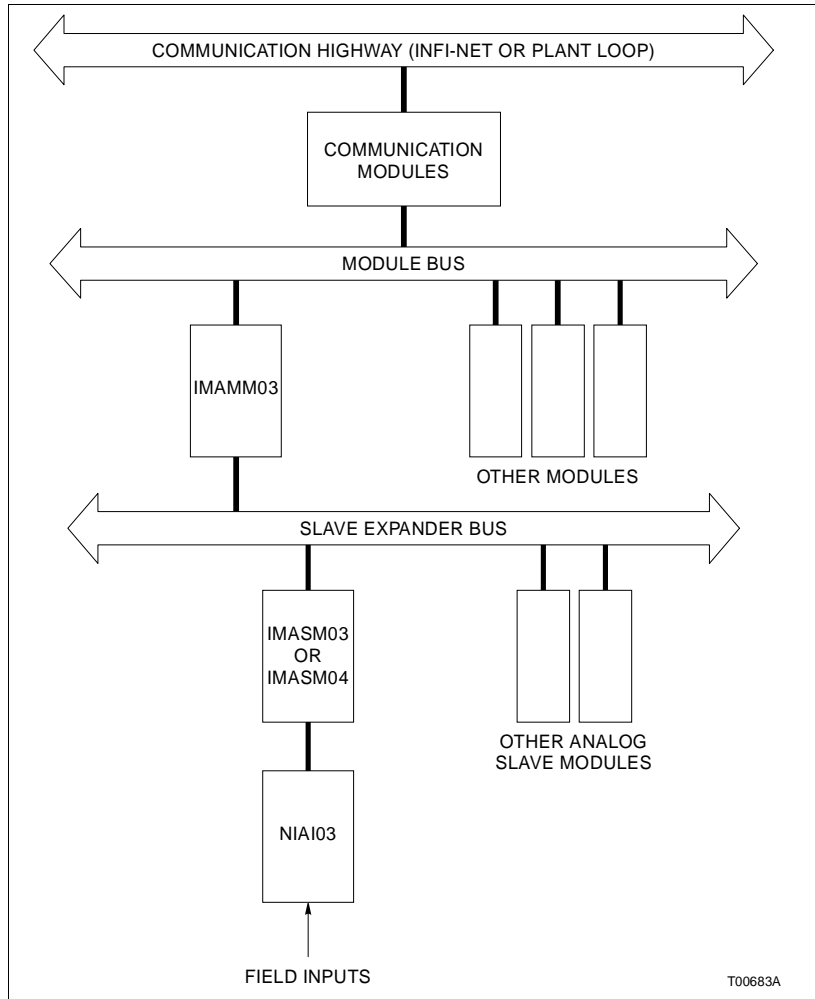 COMMUNICATION HIGHWAY (INFI-NET OR PLANT LOOP)
COMMUNICATION
MODULES
MODULE BUS
IMAMM03
OTHER MODULES
SLAVE EXPANDER BUS
IMASM03
OR
IMASM04
OTHER ANALOG
SLAVE MODULES
NIAI03
FIELD INPUTS
T00683A